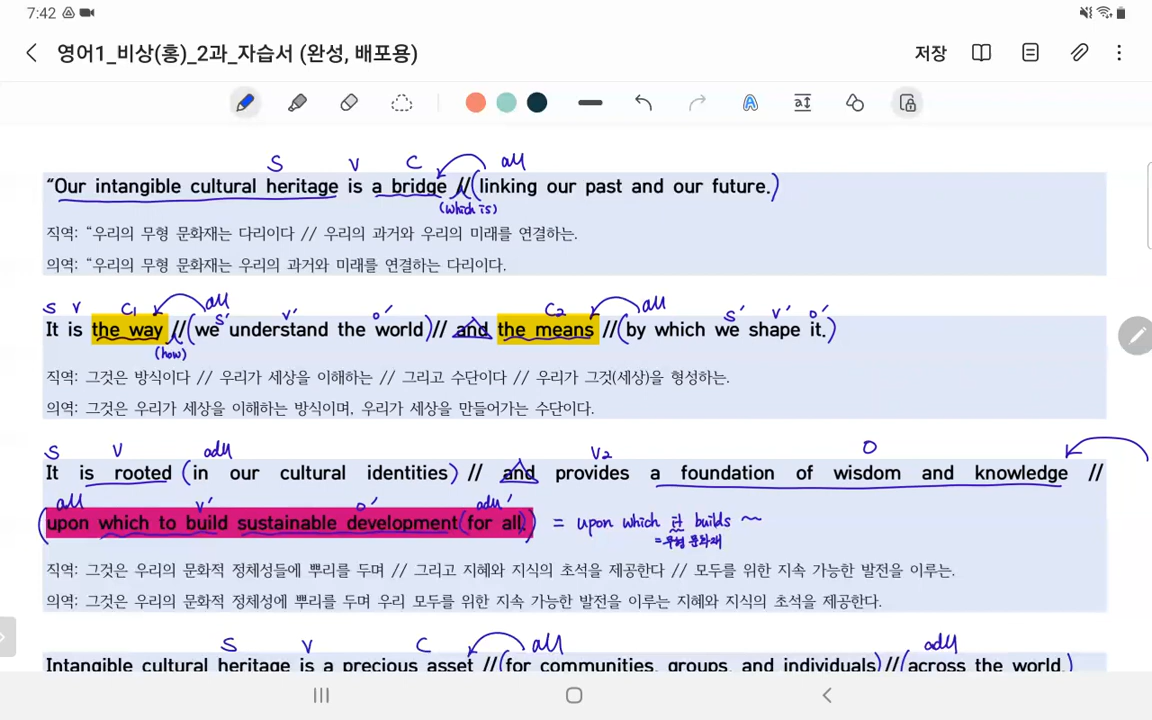 7:42
영어1_비상(홍)_2과_자습서 (완성, 배포용)
저장
S V C all
“Our intangible cultural heritage is a bridge // (linking our past and our future.)
(which is)
직역: “우리의 무형 문화재는 다리이다 // 우리의 과거와 우리의 미래를 연결하는.
의역: “우리의 무형 문화재는 우리의 과거와 미래를 연결하는 다리이다.
S V C1 all S' V' O' C2 all S' V' O'
It is the way // (we understand the world) // and the means // (by which we shape it.)
(how)
직역: 그것은 방식이다 // 우리가 세상을 이해하는 // 그리고 수단이다 // 우리가 그것(세상)을 형성하는.
의역: 그것은 우리가 세상을 이해하는 방식이며, 우리가 세상을 만들어가는 수단이다.
S V adu V2 O
It is rooted (in our cultural identities) // and provides a foundation of wisdom and knowledge //
all V' O' adu'
(upon which to build sustainable development (for all.)) = upon which it builds ~
=무형 문화재
직역: 그것은 우리의 문화적 정체성들에 뿌리를 두며 // 그리고 지혜와 지식의 초석을 제공한다 // 모두를 위한 지속 가능한 발전을 이루는.
의역: 그것은 우리의 문화적 정체성에 뿌리를 두며 우리 모두를 위한 지속 가능한 발전을 이루는 지혜와 지식의 초석을 제공한다.
S V C all adu
Intangible cultural heritage is a precious asset // (for communities, groups, and individuals) // (across the world.)